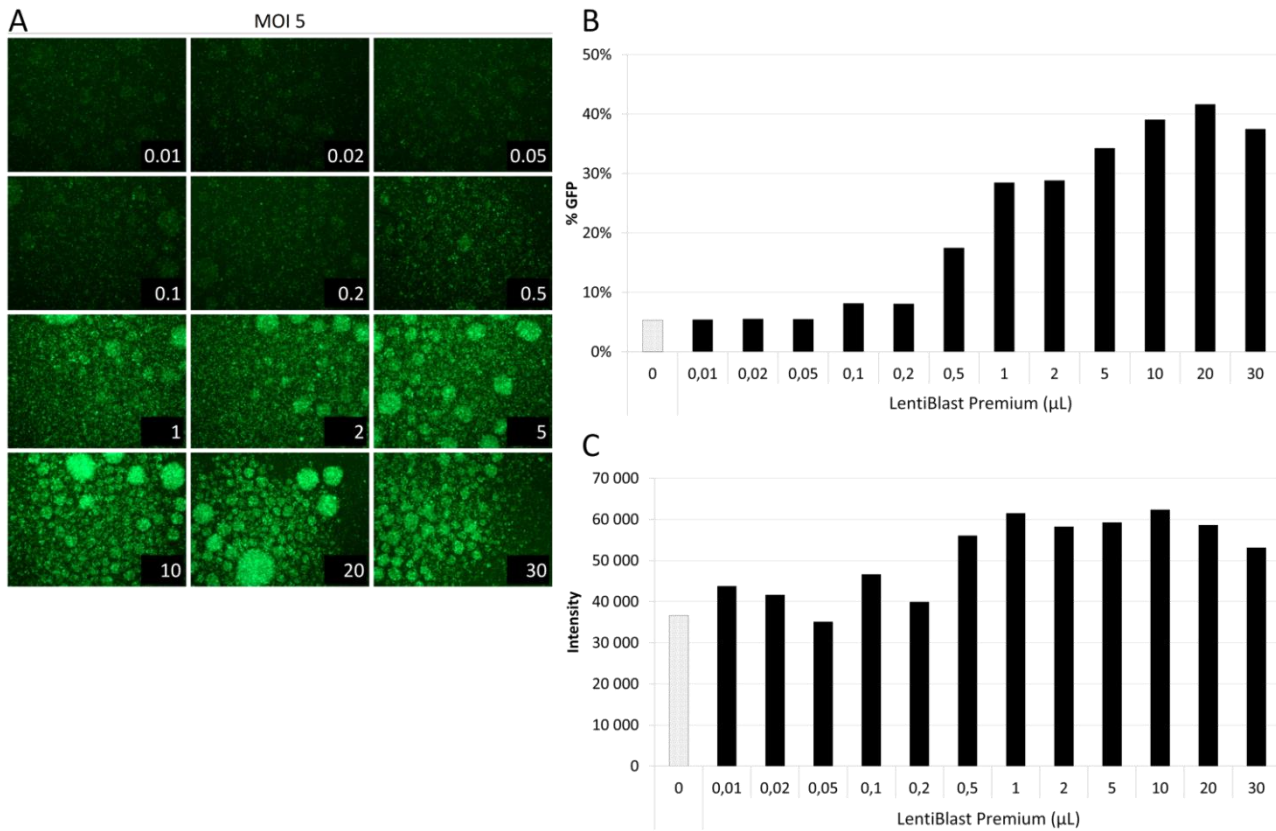 A
MOI 5
0.01
0.02
0.05
0.1
0.2
0.5
1
2
5
10
20
30
B
50%
40%
30%
20%
10%
0%
% GFP
0 0,01 0,02 0,05 0,1 0,2 0,5 1 2 5 10 20 30
LentiBlast Premium (µL)
C
70 000
60 000
50 000
40 000
30 000
20 000
10 000
0
Intensity
0 0,01 0,02 0,05 0,1 0,2 0,5 1 2 5 10 20 30
LentiBlast Premium (µL)